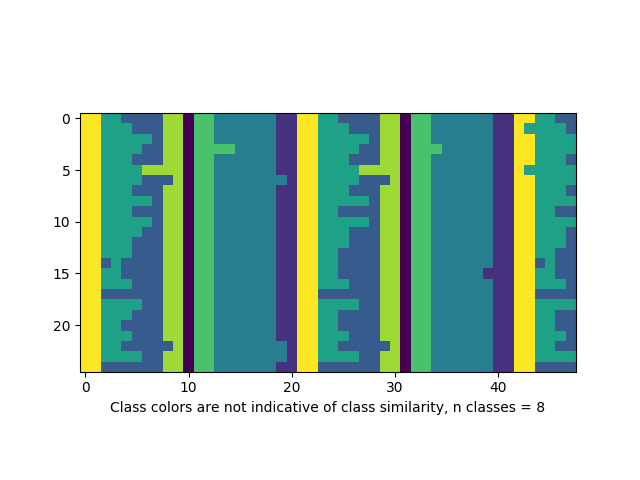 0
5
10
15
20
0 10 20 30 40
Class colors are not indicative of class similarity, n classes = 8